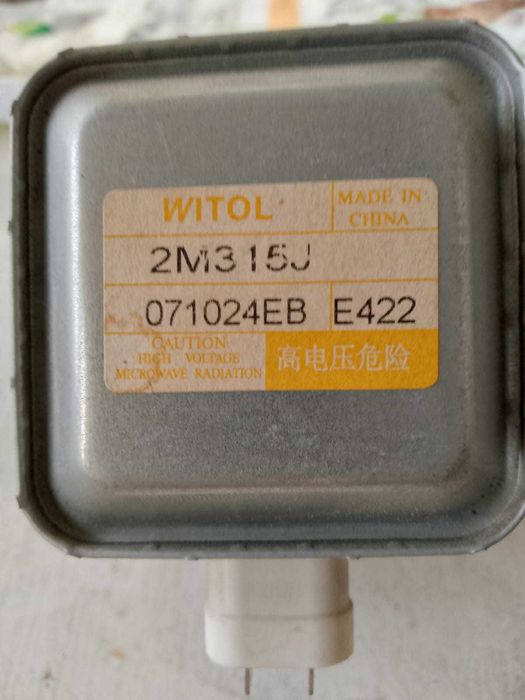 WITOL
MADE IN
CHINA
2M315J
071024EB
E422
CAUTION
HIGH VOLTAGE
MICROWAVE RADIATION
高电压危险